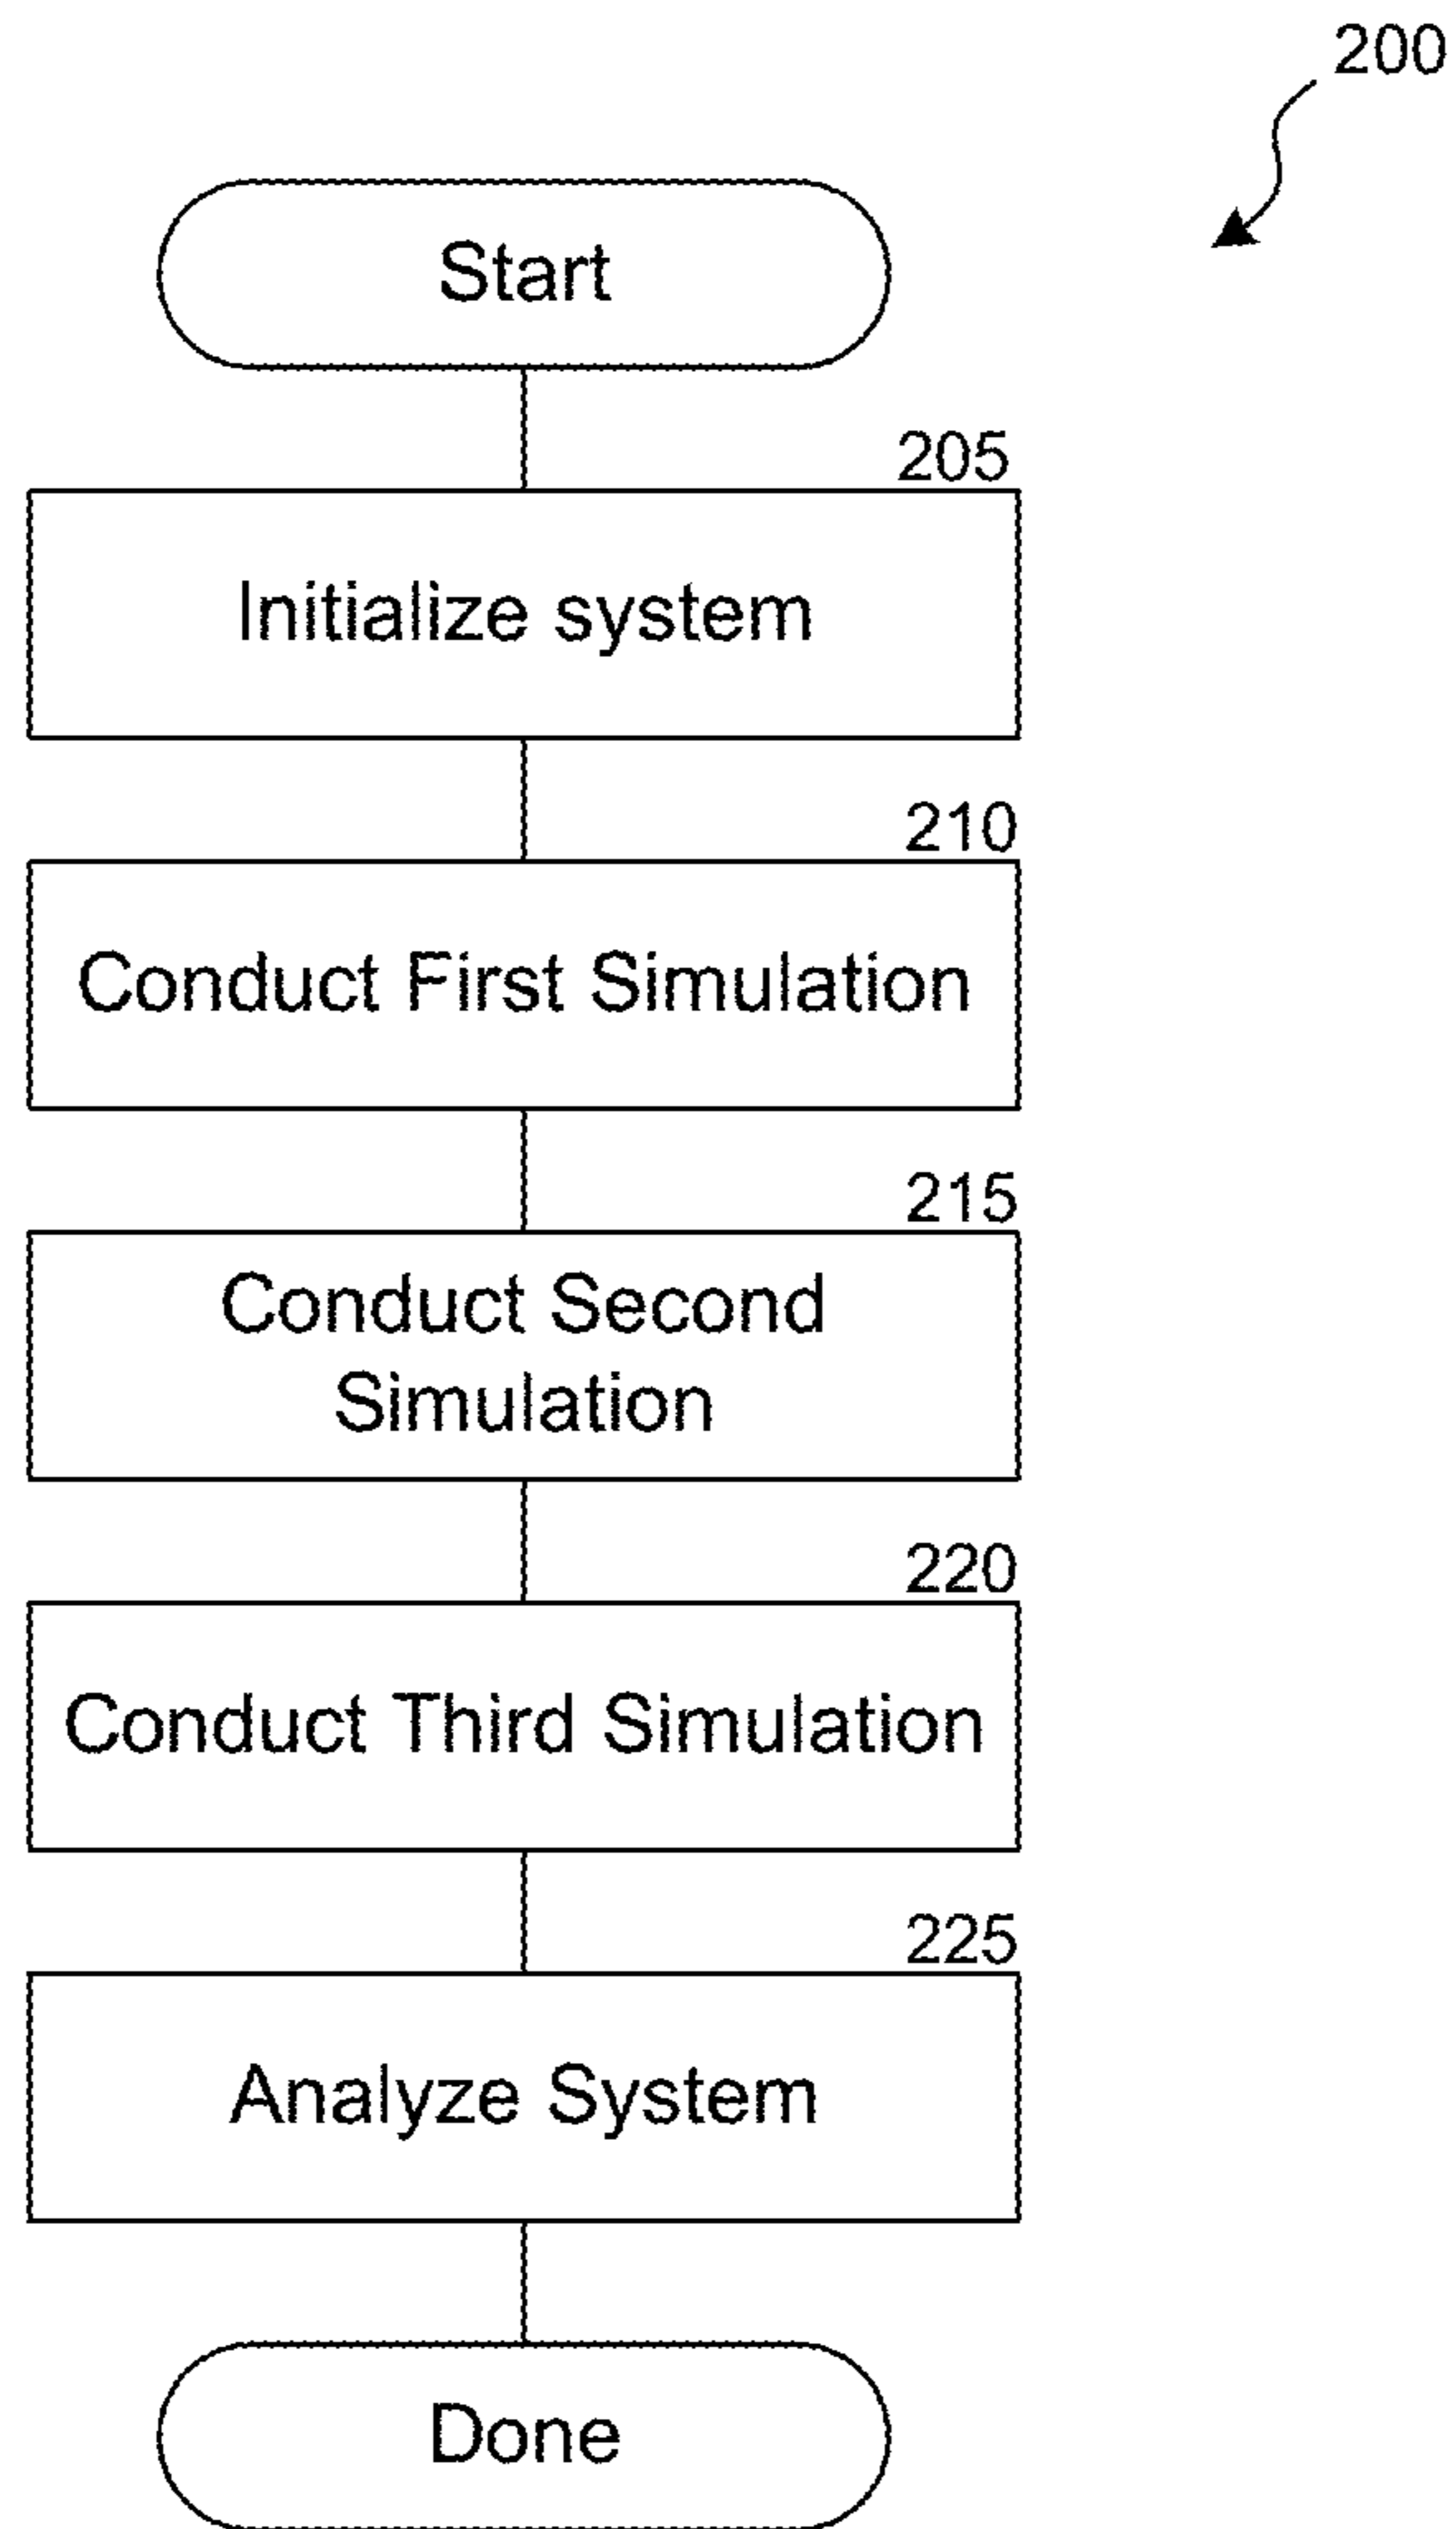 200
Start
205
Initialize system
210
Conduct First Simulation
215
Conduct Second
Simulation
220
Conduct Third Simulation
225
Analyze System
Done